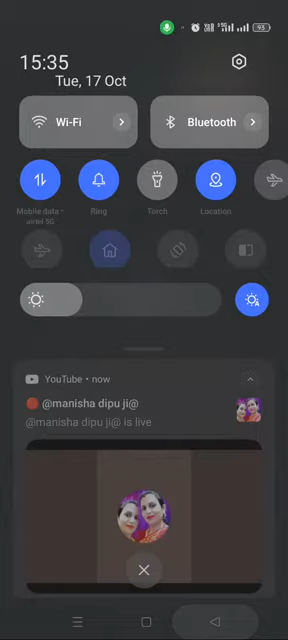 15:35
Tue, 17 Oct
Wi-Fi
Bluetooth
Mobile data •
airtel 5G
Ring
Torch
Location
YouTube • now
@manisha dipu ji@
@manisha dipu ji@ is live